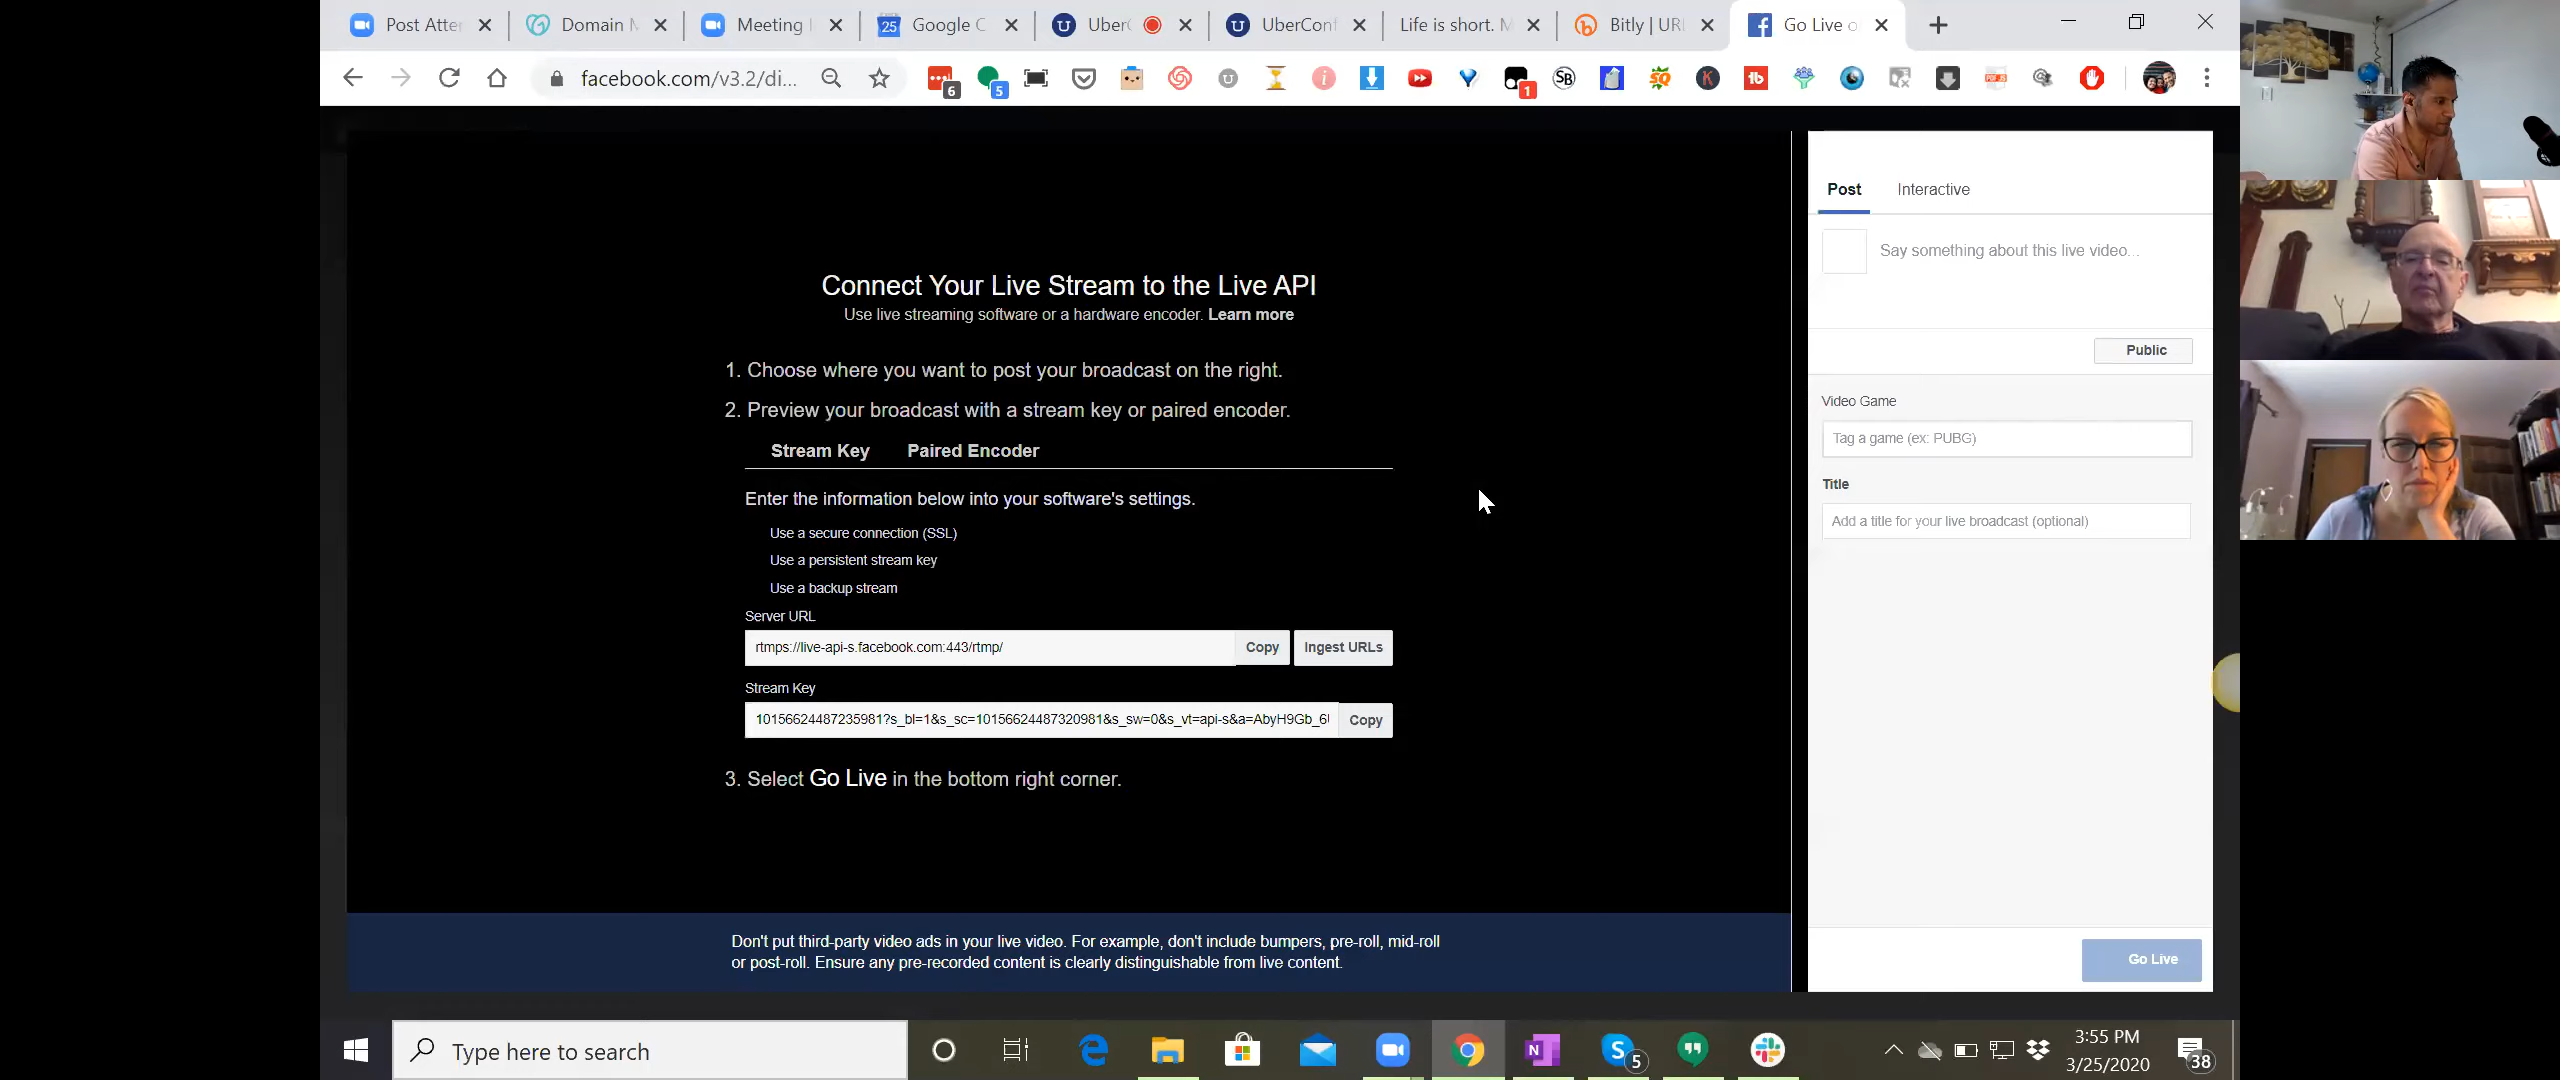 Post Atter
Domain M
Meeting I
25
Google C
UberC
UberConf
Life is short. M
Bitly | URL
Go Live o
facebook.com/v3.2/di...
6
5
1
Post
Interactive
Say something about this live video...
Public
Video Game
Tag a game (ex: PUBG)
Title
Add a title for your live broadcast (optional)
Go Live
Connect Your Live Stream to the Live API
Use live streaming software or a hardware encoder. Learn more
1. Choose where you want to post your broadcast on the right.
2. Preview your broadcast with a stream key or paired encoder.
Stream Key
Paired Encoder
Enter the information below into your software's settings.
Use a secure connection (SSL)
Use a persistent stream key
Use a backup stream
Server URL
rtmps://live-api-s.facebook.com:443/rtmp/
Copy
Ingest URLs
Stream Key
10156624487235981?s_bl=1&s_sc=10156624487320981&s_sw=0&s_vt=api-s&a=AbyH9Gb_6
Copy
3. Select Go Live in the bottom right corner.
Don't put third-party video ads in your live video. For example, don't include bumpers, pre-roll, mid-roll
or post-roll. Ensure any pre-recorded content is clearly distinguishable from live content.
Type here to search
5
3:55 PM
3/25/2020
38